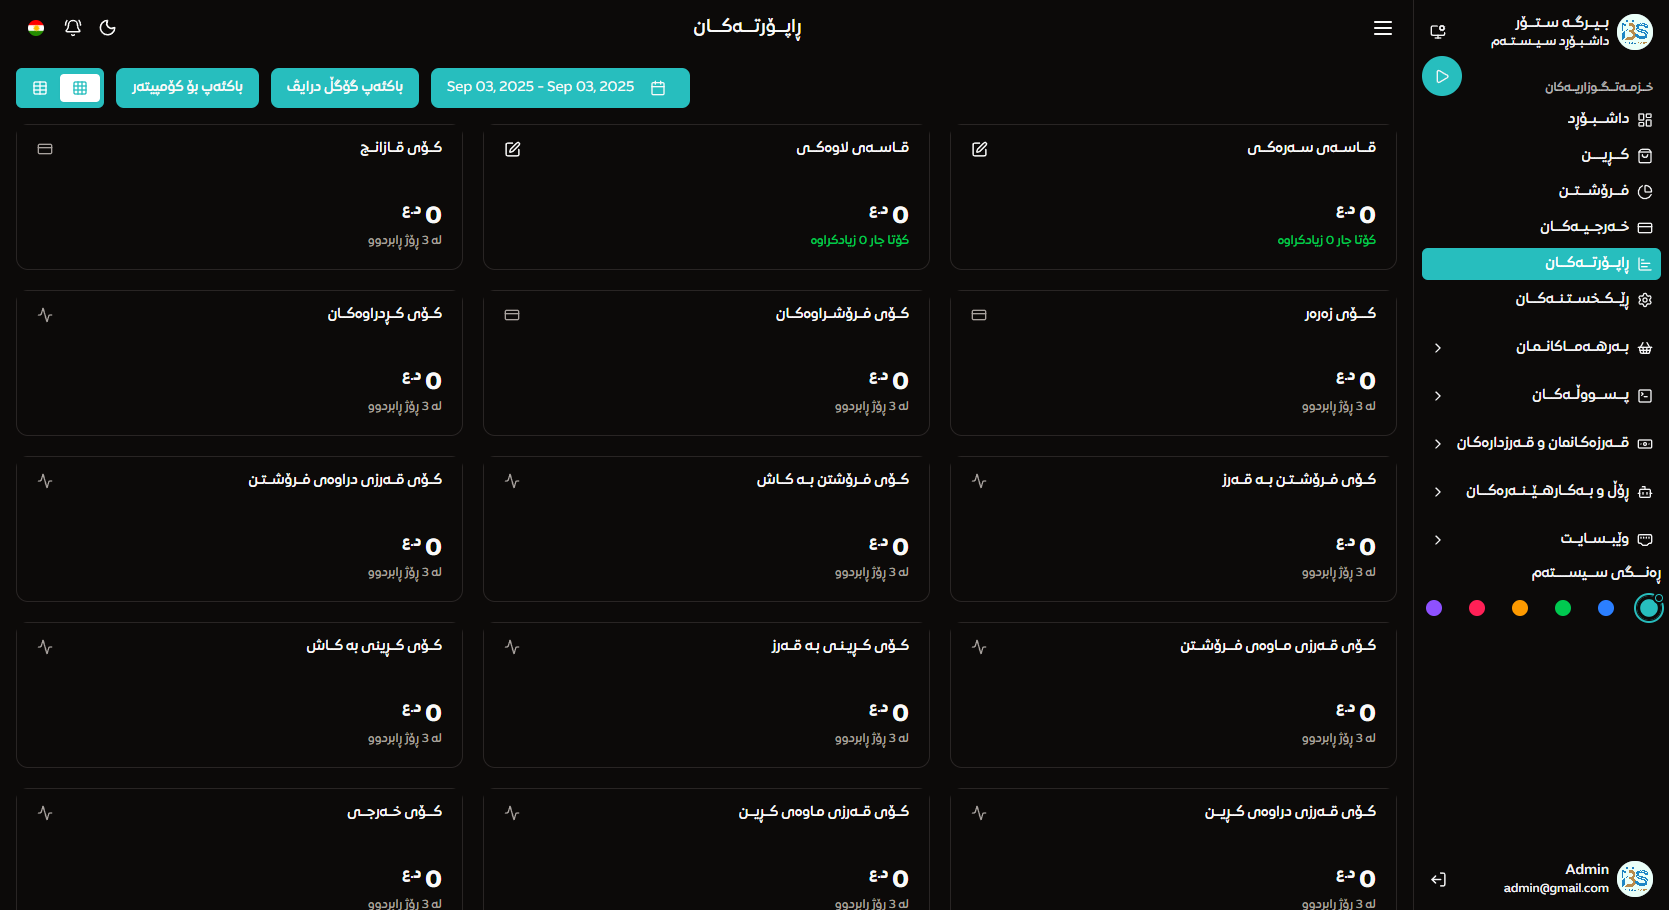 بیرگە ستۆر
داشبۆرد سیستەم
خزمەتگوزاریەکان
داشبۆرد
کڕین
فرۆشتن
خەرجیەکان
ڕاپۆرتەکان
ڕێکخستنەکان
بەرهەماکانمان
پسووڵەکان
قەرزەکانمان و قەرزدارەکان
ڕۆڵ و بەکارهێنەرەکان
وێبسایت
ڕەنگی سیستەم
Admin
admin@gmail.com
ڕاپۆرتەکان
Sep 03, 2025 - Sep 03, 2025
باکئەپ گۆگڵ درایڤ
باکئەپ بۆ کۆمپیتەر
قاسەی سەرەکی
0 د.ع
کۆتا جار 0 زیادکراوە
قاسەی لاوەکی
0 د.ع
کۆتا جار 0 زیادکراوە
کۆی قازانج
0 د.ع
لە 3 ڕۆژ ڕابردوو
کۆی زەرەر
0 د.ع
لە 3 ڕۆژ ڕابردوو
کۆی فرۆشراوەکان
0 د.ع
لە 3 ڕۆژ ڕابردوو
کۆی کڕدراوەکان
0 د.ع
لە 3 ڕۆژ ڕابردوو
کۆی فرۆشتن بە قەرز
0 د.ع
لە 3 ڕۆژ ڕابردوو
کۆی فرۆشتن بە کاش
0 د.ع
لە 3 ڕۆژ ڕابردوو
کۆی قەرزی دراوەی فرۆشتن
0 د.ع
لە 3 ڕۆژ ڕابردوو
کۆی قەرزی ماوەی فرۆشتن
0 د.ع
لە 3 ڕۆژ ڕابردوو
کۆی کڕینی بە قەرز
0 د.ع
لە 3 ڕۆژ ڕابردوو
کۆی کڕینی بە کاش
0 د.ع
لە 3 ڕۆژ ڕابردوو
کۆی قەرزی دراوەی کڕین
0 د.ع
لە 3 ڕۆژ ڕابردوو
کۆی قەرزی ماوەی کڕین
0 د.ع
لە 3 ڕۆژ ڕابردوو
کۆی خەرجی
0 د.ع
لە 3 ڕۆژ ڕابردوو